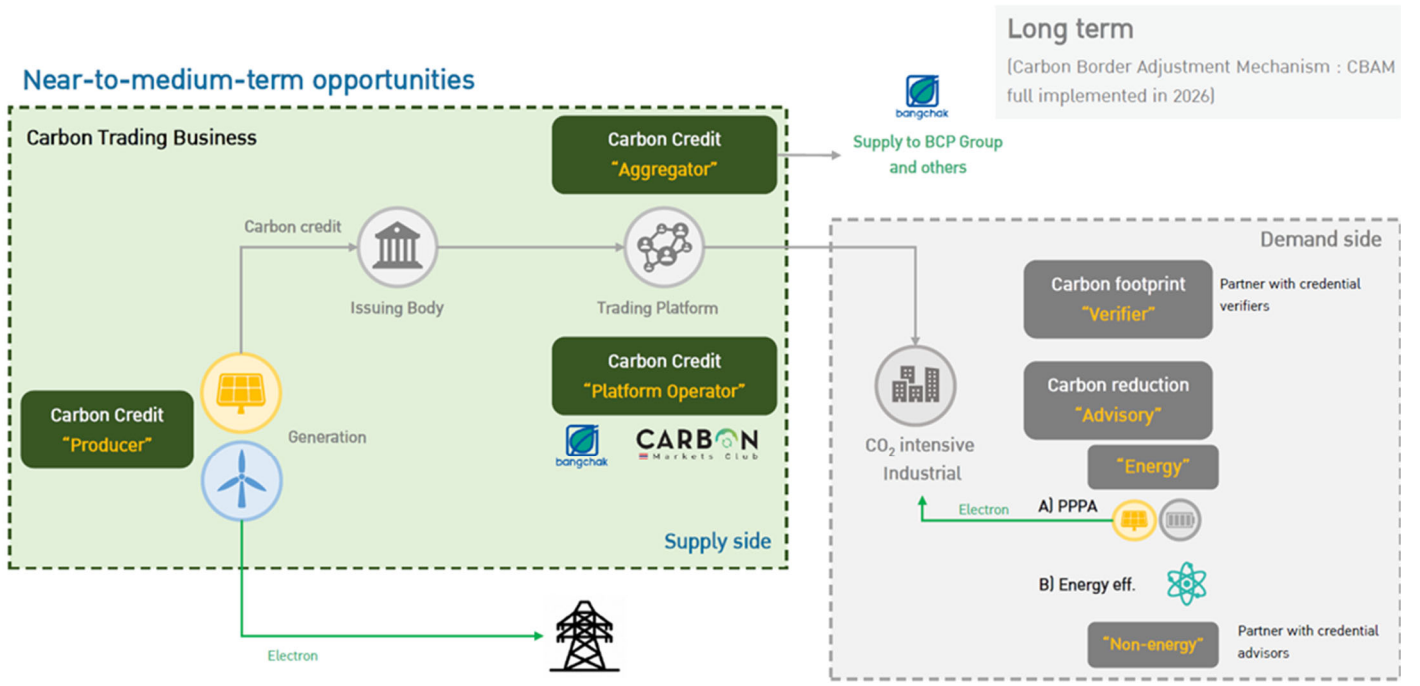 Near-to-medium-term opportunities
Long term
(Carbon Border Adjustment Mechanism : CBAM
full implemented in 2026)
Carbon Trading Business
Carbon Credit
“Aggregator”
bangchak
Supply to BCP Group
and others
Carbon credit
Issuing Body
Trading Platform
Carbon Credit
“Platform Operator”
bangchak
CARBON
Markets Club
Carbon Credit
“Producer”
Generation
Supply side
Electron
Demand side
Carbon footprint
“Verifier”
Partner with credential
verifiers
Carbon reduction
“Advisory”
CO₂ intensive
Industrial
“Energy”
Electron
A) PPPA
B) Energy eff.
“Non-energy”
Partner with credential
advisors